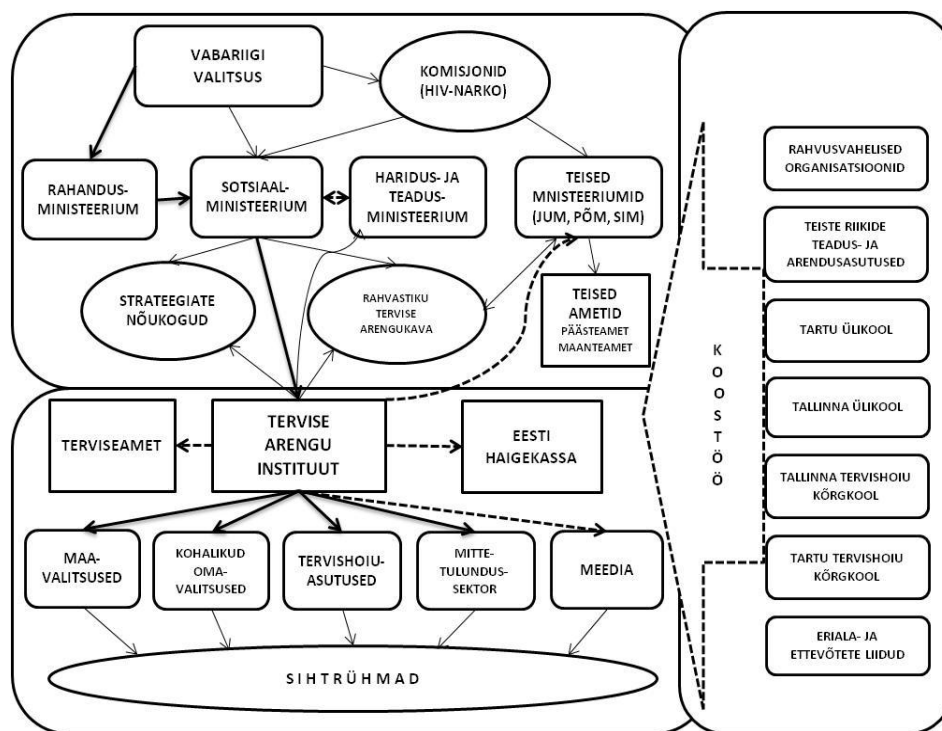 VABARIIGI
VALITSUS
KOMISJONID
(HIV-NARKO)
RAHANDUS-
MINISTEERIUM
SOTSIAAL-
MINISTEERIUM
HARIDUS- JA
TEADUS-
MINISTEERIUM
TEISED
MNISTEERIUMID
(JUM, PÕM, SIM)
STRATEEGIATE
NÕUKOGUD
RAHVASTIKU
TERVISE
ARENGUKAVA
TEISED
AMETID
PÄÄSTEAMET
MAANTEAMET
TERVISEAMET
TERVISE
ARENGU
INSTITUUT
EESTI
HAIGEKASSA
MAA-
VALITSUSED
KOHALIKUD
OMA-
VALITSUSED
TERVISHOIU-
ASUTUSED
MITTE-
TULUNDUS-
SEKTOR
MEEDIA
SIHTRÜHMAD
K
O
O
S
T
Ö
Ö
RAHVUSVAHELISED
ORGANISATSIOONID
TEISTE RIIKIDE
TEADUS- JA
ARENDUSASUTUSED
TARTU ÜLIKOOL
TALLINNA ÜLIKOOL
TALLINNA TERVISHOIU
KÕRGKOOL
TARTU TERVISHOIU
KÕRGKOOL
ERIALA- JA
ETTEVÕTETE LIIDUD